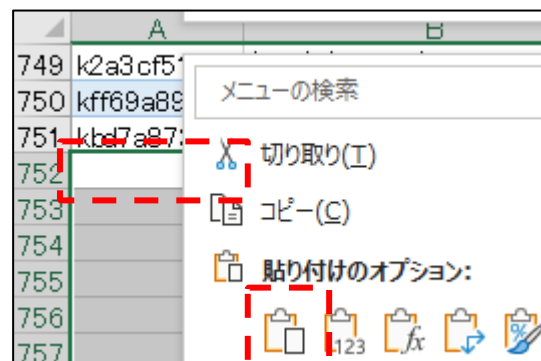 A B
749 k2a3cf5
750 kff69a89
751 kbd7a87
752
753
754
755
756
757
メニューの検索
切り取り(T)
コピー(C)
貼り付けのオプション:
123 fx %